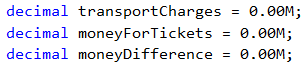 decimal transportCharges = 0.00M;
decimal moneyForTickets = 0.00M;
decimal moneyDifference = 0.00M;